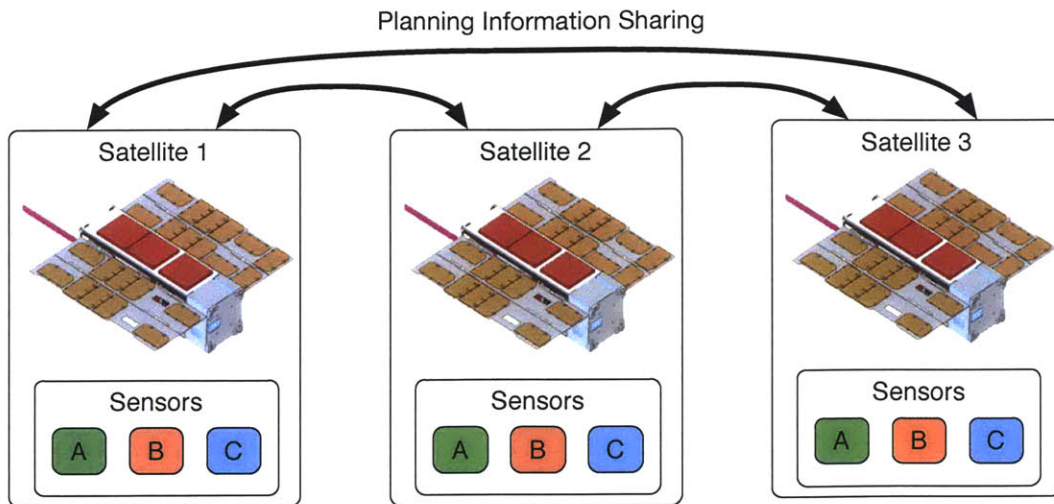 Planning Information Sharing
Satellite 1
Satellite 2
Satellite 3
Sensors
A B C
Sensors
A B C
Sensors
A B C